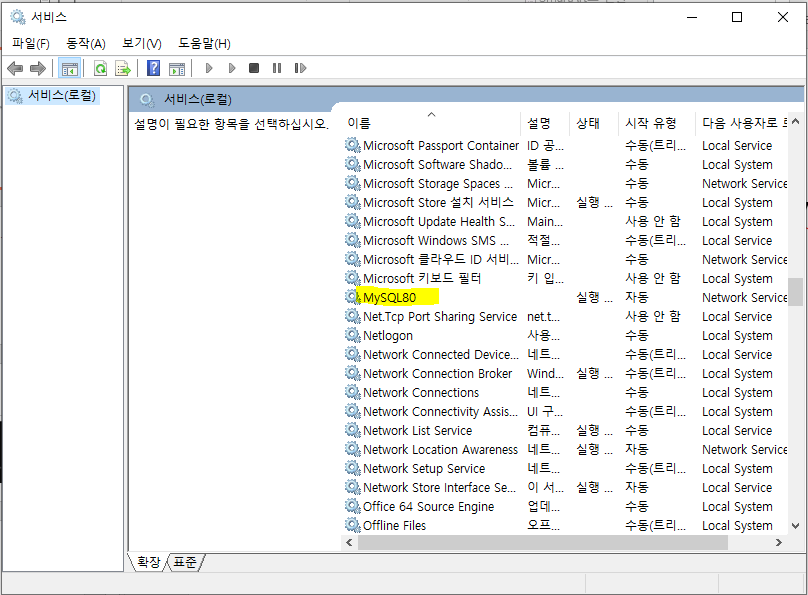 서비스
파일(F) 동작(A) 보기(V) 도움말(H)
서비스(로컬)
서비스(로컬)
설명이 필요한 항목을 선택하십시오.
이름 설명 상태 시작 유형 다음 사용자로
Microsoft Passport Container ID 공... 수동(트리... Local Service
Microsoft Software Shado... 볼륨 ... 수동 Local System
Microsoft Storage Spaces ... Micr... 수동 Network Service
Microsoft Store 설치 서비스 Micr... 실행 ... 수동 Local System
Microsoft Update Health S... Main... 사용 안 함 Local System
Microsoft Windows SMS ... 적절... 수동(트리... Local Service
Microsoft 클라우드 ID 서비... Micr... 수동 Network Service
Microsoft 키보드 필터 키 입... 사용 안 함 Local System
MySQL80 실행 ... 자동 Network Service
Net.Tcp Port Sharing Service net.t... 사용 안 함 Local Service
Netlogon 사용... 수동 Local System
Network Connected Device... 네트... 수동(트리... Local Service
Network Connection Broker Wind... 실행 ... 수동(트리... Local System
Network Connections 네트... 수동 Local System
Network Connectivity Assis... UI 구... 수동(트리... Local System
Network List Service 컴퓨... 실행 ... 수동 Local Service
Network Location Awareness 네트... 실행 ... 자동 Network Service
Network Setup Service 네트... 수동(트리... Local System
Network Store Interface Se... 이 서... 실행 ... 자동 Local Service
Office 64 Source Engine 업데... 수동 Local System
Offline Files 오프... 수동(트리... Local System
확장 표준